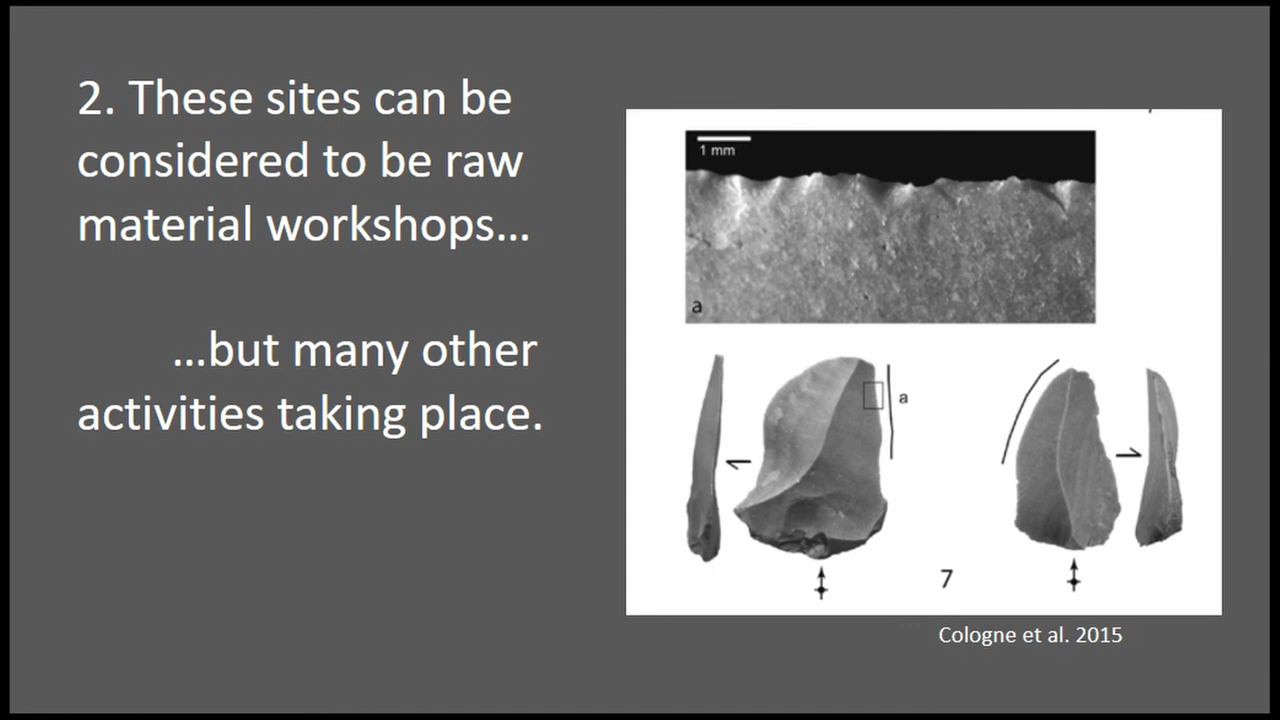 2. These sites can be
considered to be raw
material workshops...
...but many other
activities taking place.
1 mm
a
a
7
Cologne et al. 2015